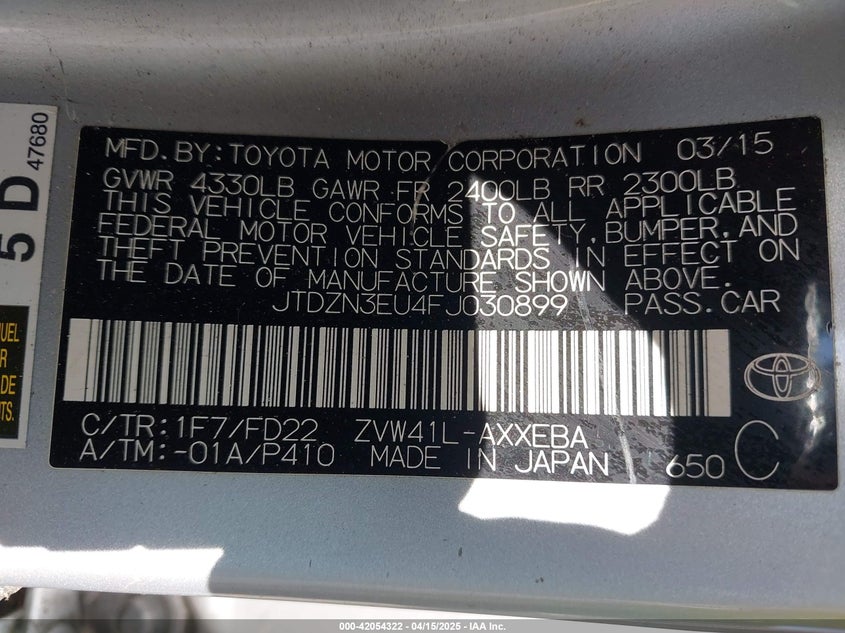 5 D 47680
MFD.BY:TOYOTA MOTOR CORPORATION 03/15
GVWR 4330LB GAWR FR 2400LB RR 2300LB
THIS VEHICLE CONFORMS TO ALL APPLICABLE
FEDERAL MOTOR VEHICLE SAFETY, BUMPER, AND
THEFT PREVENTION STANDARDS IN EFFECT ON
THE DATE OF MANUFACTURE SHOWN ABOVE.
JTDZN3EU4FJ030899 PASS.CAR
C/TR:1F7/FD22 ZVW41L-AXXEBA
A/TM:-01A/P410 MADE IN JAPAN 650 C
UEL
R
DE
TS.
000-42054322 - 04/15/2025 - IAA Inc.